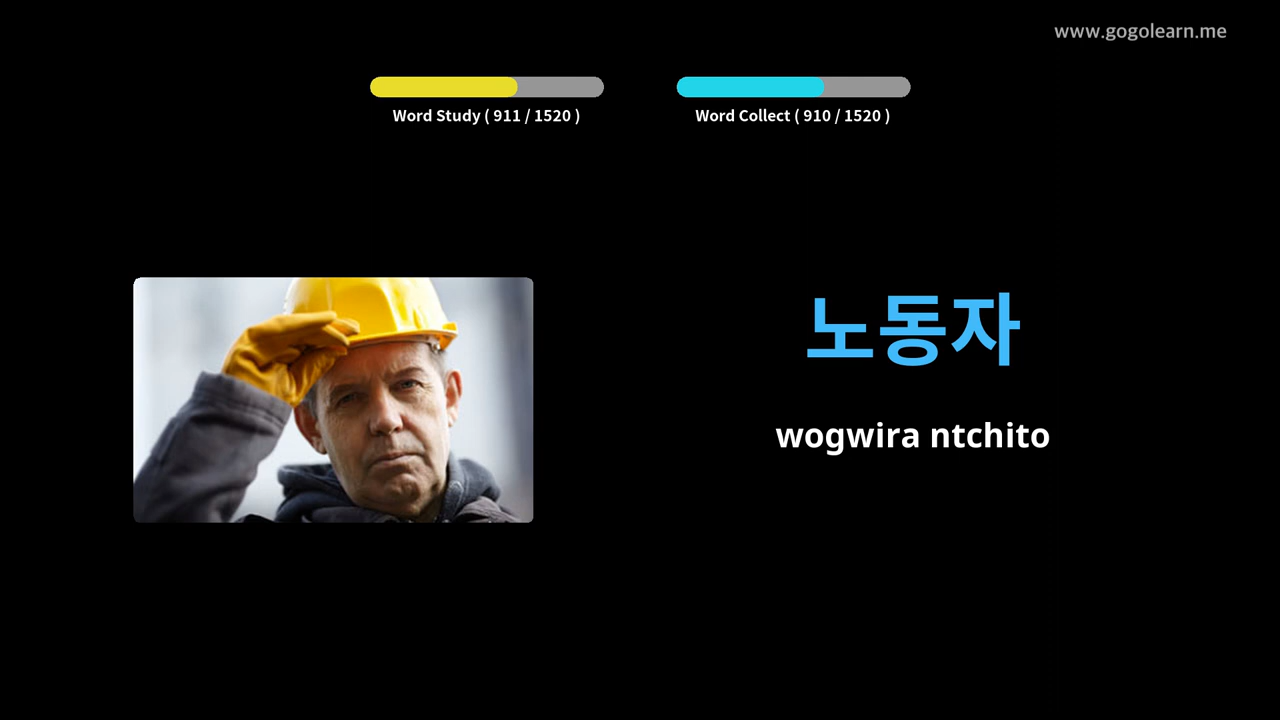 www.gogolearn.me
Word Study ( 911 / 1520 )
Word Collect ( 910 / 1520 )
노동자
wogwira ntchito